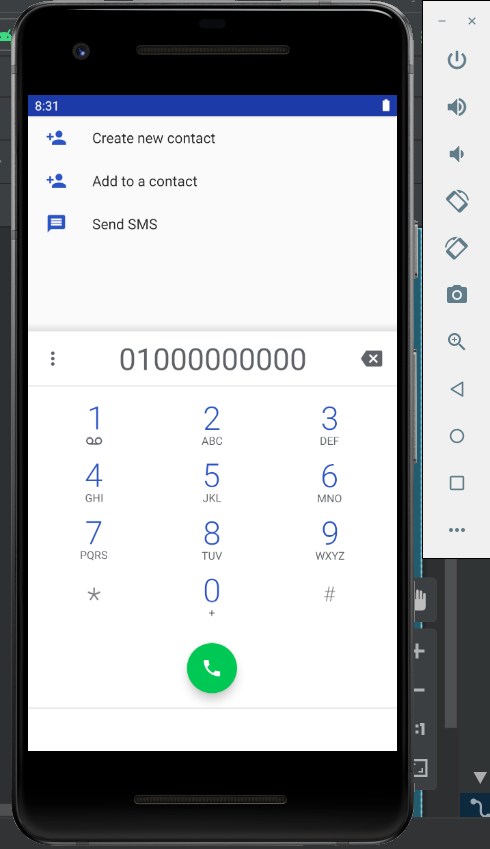 8:31
Create new contact
Add to a contact
Send SMS
01000000000
1 2 3
ABC DEF
4 5 6
GHI JKL MNO
7 8 9
PQRS TUV WXYZ
* 0 #
+
:1